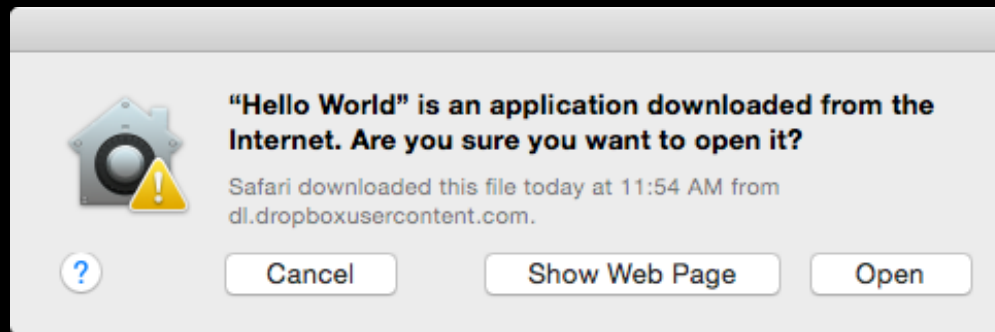 “Hello World” is an application downloaded from the
Internet. Are you sure you want to open it?
Safari downloaded this file today at 11:54 AM from
dl.dropboxusercontent.com.
?
Cancel
Show Web Page
Open